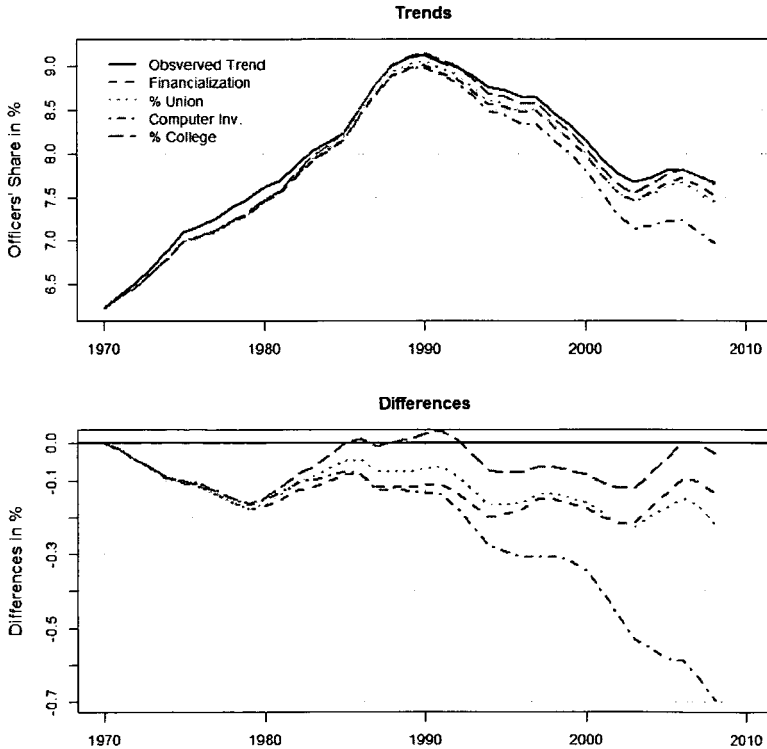 Trends
Obsverved Trend
Financialization
% Union
Computer Inv.
% College
Officers' Share in %
9.0
8.5
8.0
7.5
7.0
6.5
1970
1980
1990
2000
2010
Differences
Differences in %
0.0
-0.1
-0.3
-0.5
-0.7
1970
1980
1990
2000
2010